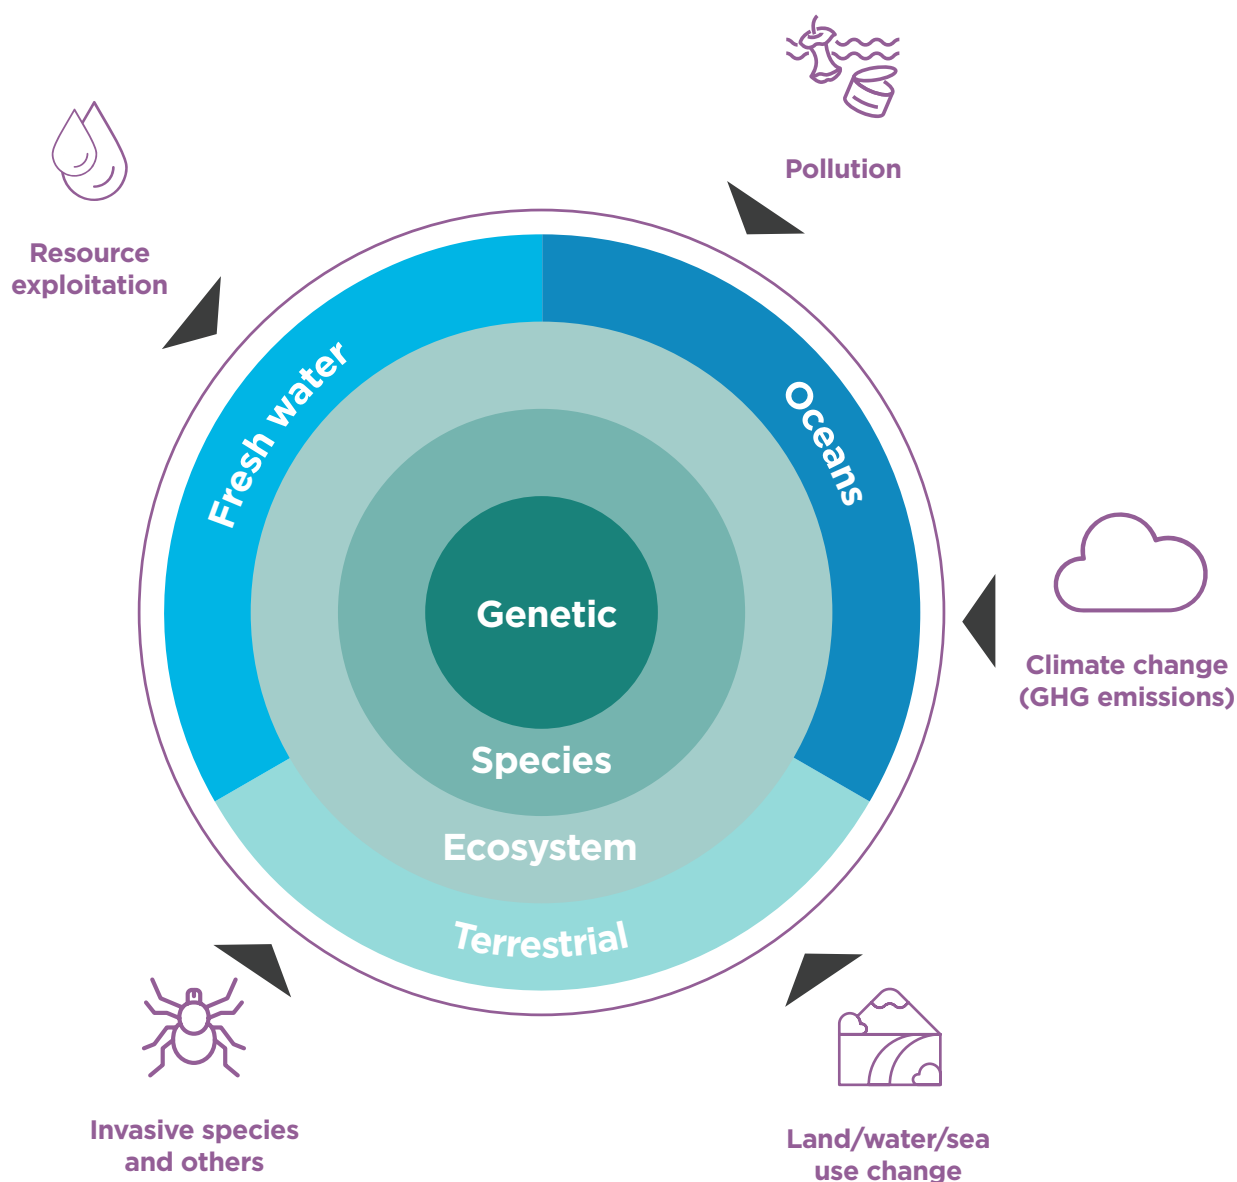 Pollution
Resource
exploitation
Fresh water
Oceans
Genetic
Climate change
(GHG emissions)
Species
Ecosystem
Terrestrial
Invasive species
and others
Land/water/sea
use change